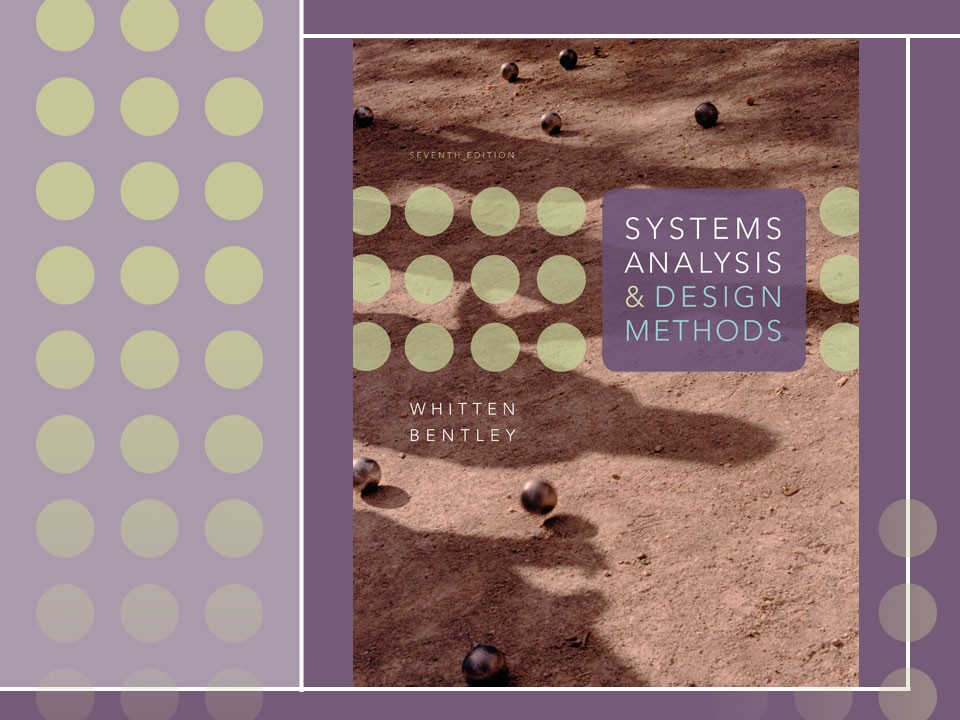 SEVENTH EDITION
SYSTEMS
ANALYSIS
& DESIGN
METHODS
WHITTEN
BENTLEY